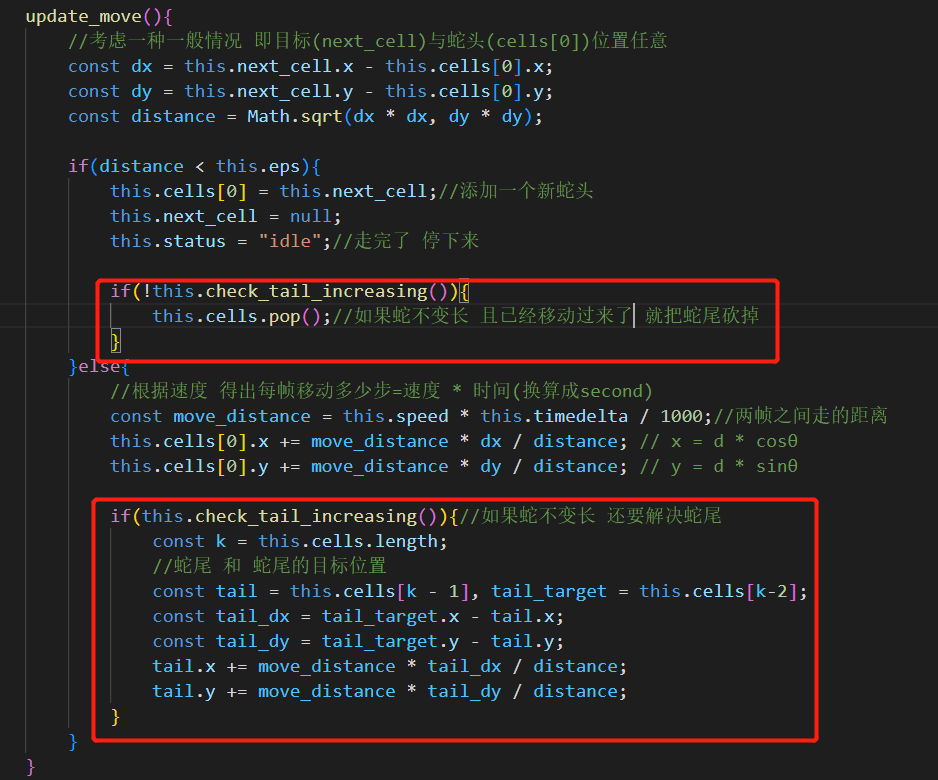 update_move(){
//考虑一种一般情况 即目标(next_cell)与蛇头(cells[0])位置任意
const dx = this.next_cell.x - this.cells[0].x;
const dy = this.next_cell.y - this.cells[0].y;
const distance = Math.sqrt(dx * dx, dy * dy);
if(distance < this.eps){
this.cells[0] = this.next_cell;//添加一个新蛇头
this.next_cell = null;
this.status = "idle";//走完了 停下来
if(!this.check_tail_increasing()){
this.cells.pop();//如果蛇不变长 且已经移动过来了 就把蛇尾砍掉
}
}else{
//根据速度 得出每帧移动多少步=速度 * 时间(换算成second)
const move_distance = this.speed * this.timedelta / 1000;//两帧之间走的距离
this.cells[0].x += move_distance * dx / distance; // x = d * cosθ
this.cells[0].y += move_distance * dy / distance; // y = d * sinθ
if(this.check_tail_increasing()){//如果蛇不变长 还要解决蛇尾
const k = this.cells.length;
//蛇尾 和 蛇尾的目标位置
const tail = this.cells[k - 1], tail_target = this.cells[k-2];
const tail_dx = tail_target.x - tail.x;
const tail_dy = tail_target.y - tail.y;
tail.x += move_distance * tail_dx / distance;
tail.y += move_distance * tail_dy / distance;
}
}
}